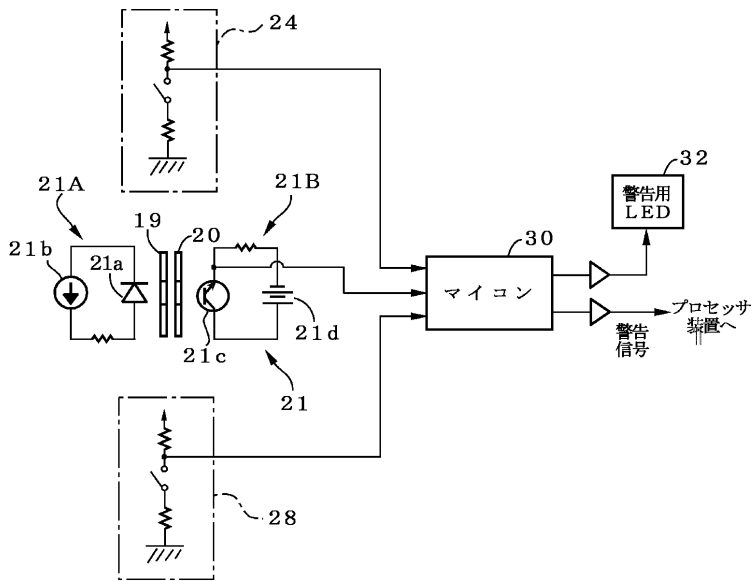 24
21A
19
20
21B
32
警告用
LED
21b
21a
30
マイコン
プロセッサ
装置へ
21c
21d
警告
信号
21
28